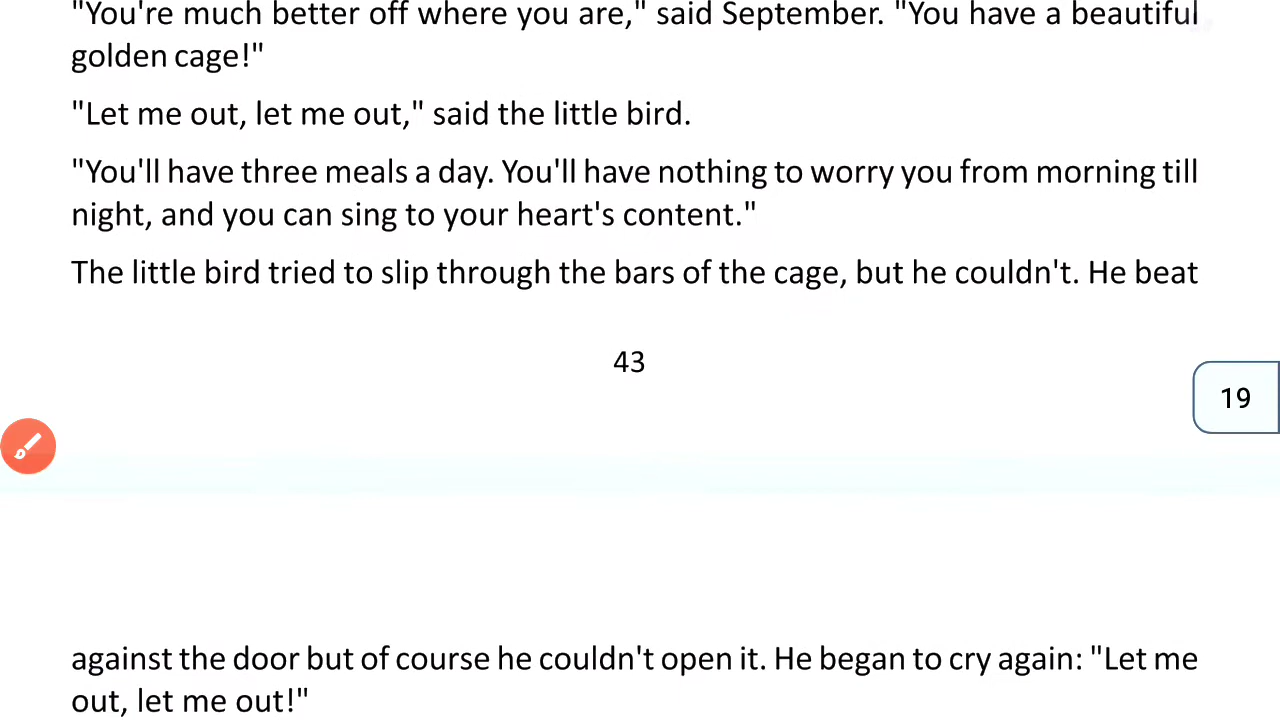 "You're much better off where you are," said September. "You have a beautiful
golden cage!"
"Let me out, let me out," said the little bird.
"You'll have three meals a day. You'll have nothing to worry you from morning till
night, and you can sing to your heart's content."
The little bird tried to slip through the bars of the cage, but he couldn't. He beat
43
19
against the door but of course he couldn't open it. He began to cry again: "Let me
out, let me out!"